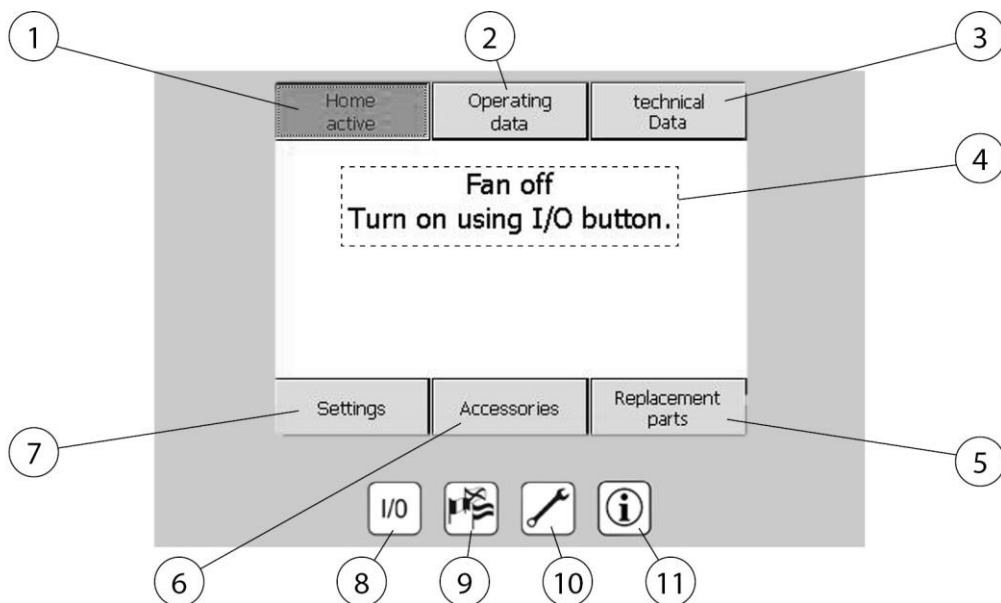 1
2
3
Home
active
Operating
data
technical
Data
4
Fan off
Turn on using I/O button.
Settings
Accessories
Replacement
parts
7
5
I/O
6
8
9
10
11